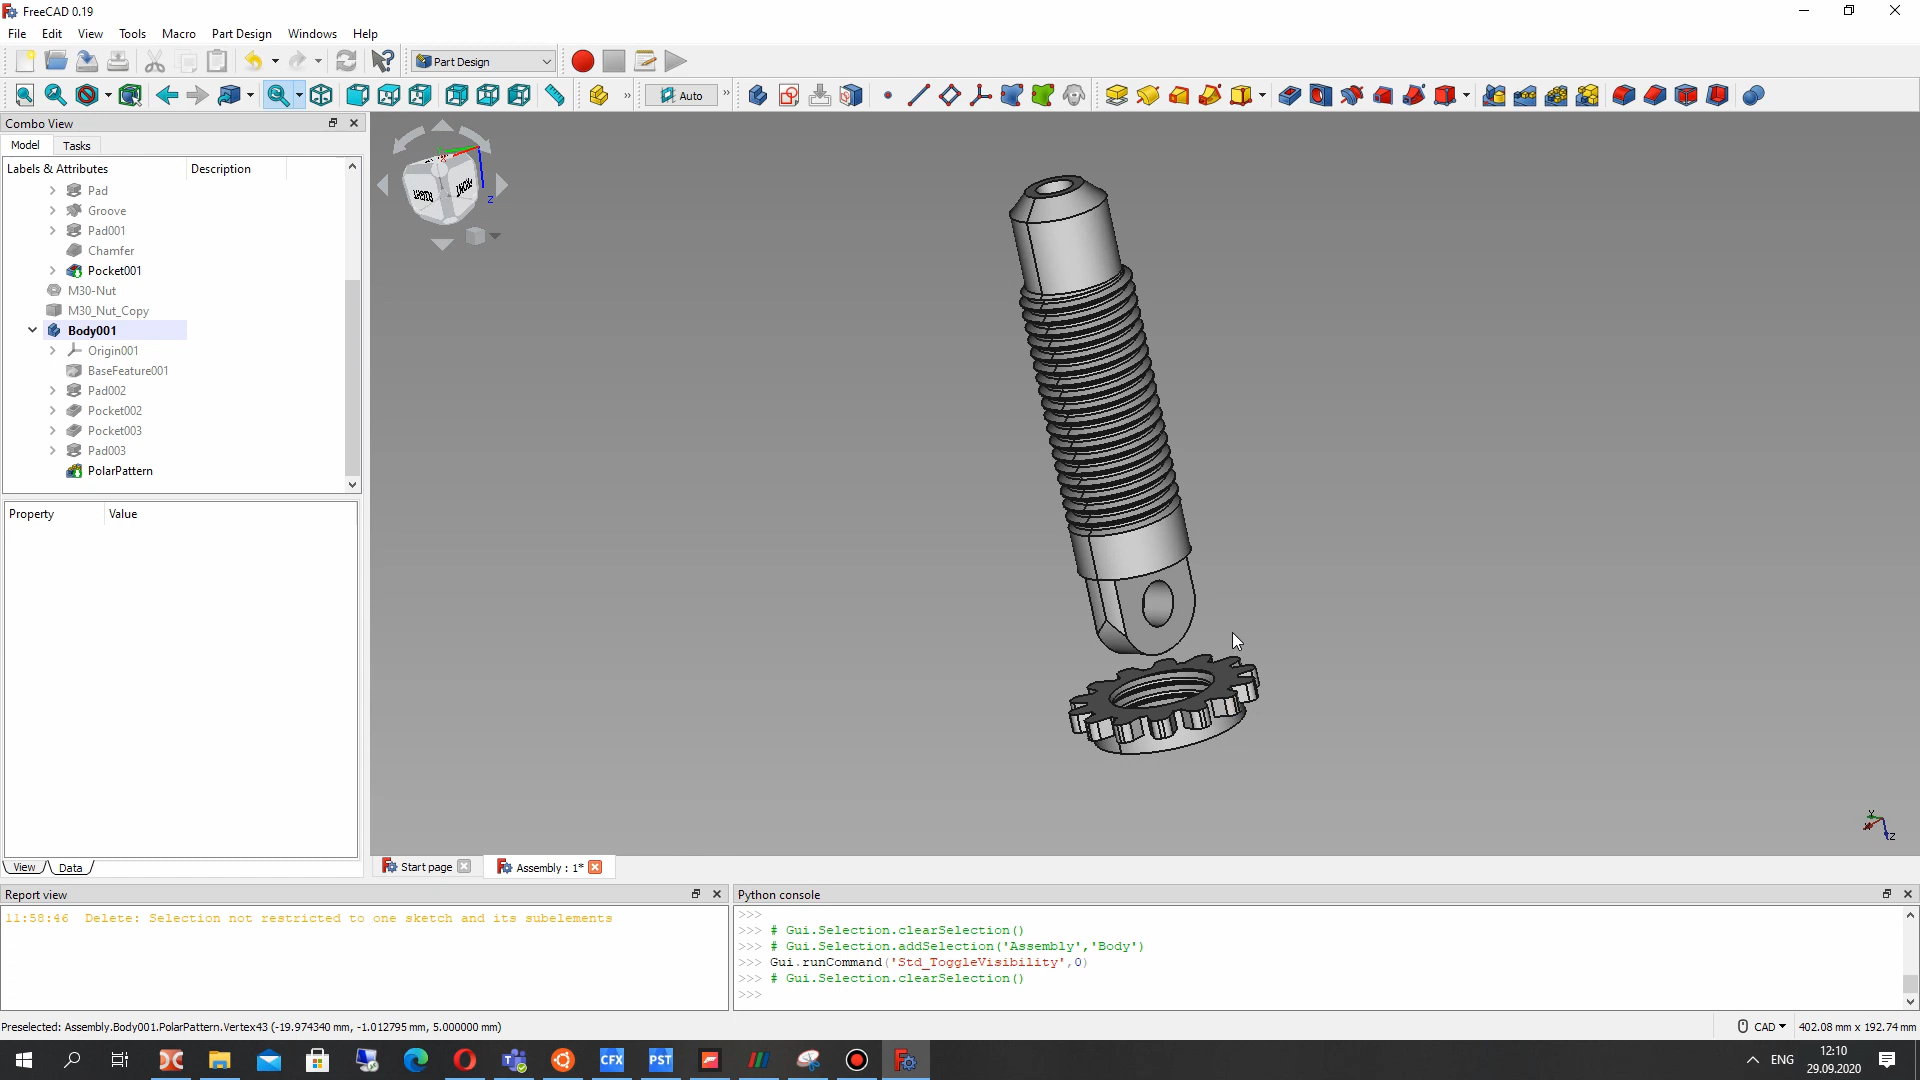 FreeCAD 0.19
File Edit View Tools Macro Part Design Windows Help
Part Design
Auto
Combo View
Model Tasks
Labels & Attributes Description
Pad
Groove
Pad001
Chamfer
Pocket001
M30-Nut
M30_Nut_Copy
Body001
Origin001
BaseFeature001
Pad002
Pocket002
Pocket003
Pad003
PolarPattern
Property Value
View Data
Z
Y
X
Z
Start page Assembly : 1*
Report view
11:58:46 Delete: Selection not restricted to one sketch and its subelements
Python console
>>>
>>> # Gui.Selection.clearSelection()
>>> # Gui.Selection.addSelection('Assembly','Body')
>>> Gui.runCommand('Std_ToggleVisibility',0)
>>> # Gui.Selection.clearSelection()
>>>
Preselected: Assembly.Body001.PolarPattern.Vertex43 (-19.974340 mm, -1.012795 mm, 5.000000 mm)
CAD 402.08 mm x 192.74 mm
CFX PST
ENG 12:10
29.09.2020